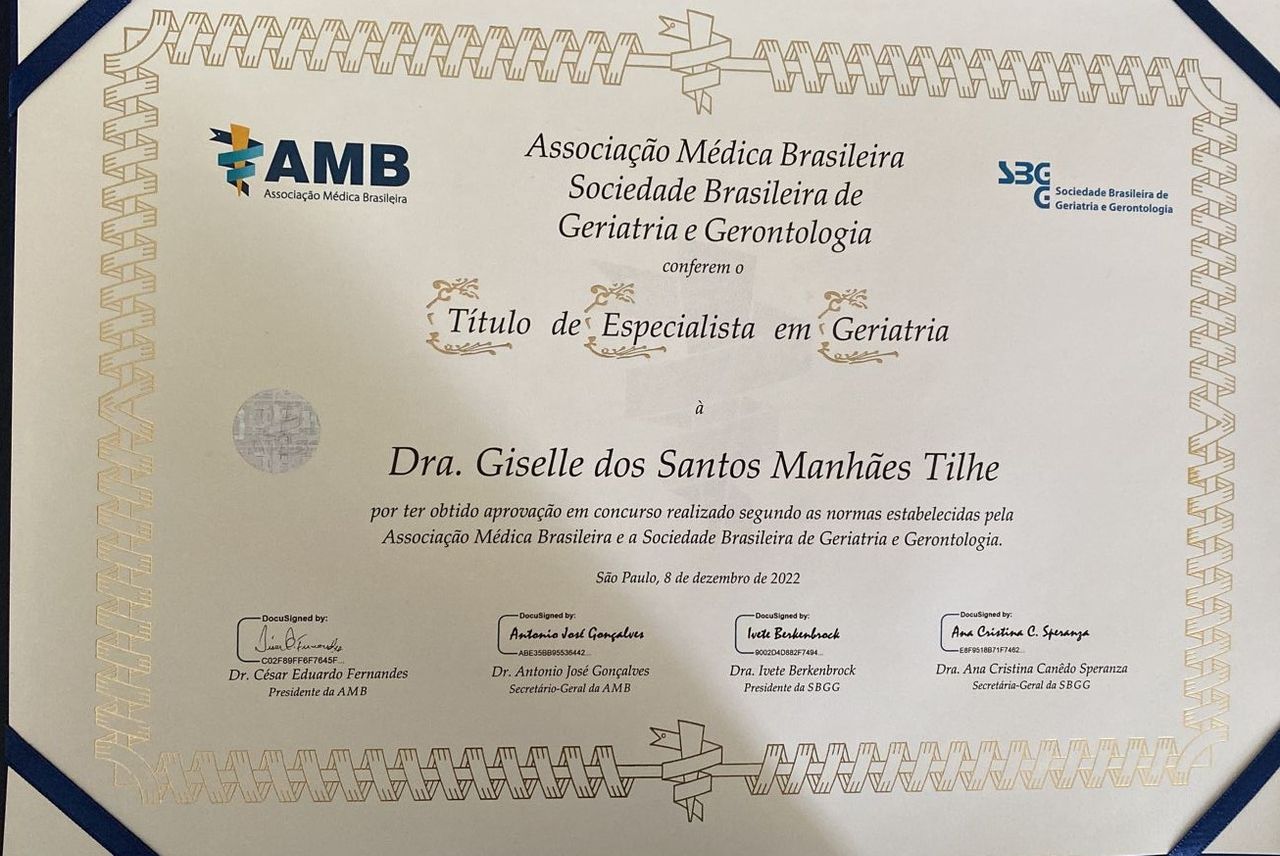 AMB
Associação Médica Brasileira
Associação Médica Brasileira
Sociedade Brasileira de
Geriatria e Gerontologia
SBGG
Sociedade Brasileira de
Geriatria e Gerontologia
conferem o
Título de Especialista em Geriatria
à
Dra. Giselle dos Santos Manhães Tilhe
por ter obtido aprovação em concurso realizado segundo as normas estabelecidas pela
Associação Médica Brasileira e a Sociedade Brasileira de Geriatria e Gerontologia.
São Paulo, 8 de dezembro de 2022
DocuSigned by:
C02F89FF6F7645F...
Dr. César Eduardo Fernandes
Presidente da AMB
DocuSigned by:
Antonio José Gonçalves
ABE35BB95536442...
Dr. Antonio José Gonçalves
Secretário-Geral da AMB
DocuSigned by:
Ivete Berkenbrock
9002D4D882F7494...
Dra. Ivete Berkenbrock
Presidente da SBGG
DocuSigned by:
Ana Cristina C. Speranza
E8F9518B71F7462...
Dra. Ana Cristina Canêdo Speranza
Secretária-Geral da SBGG